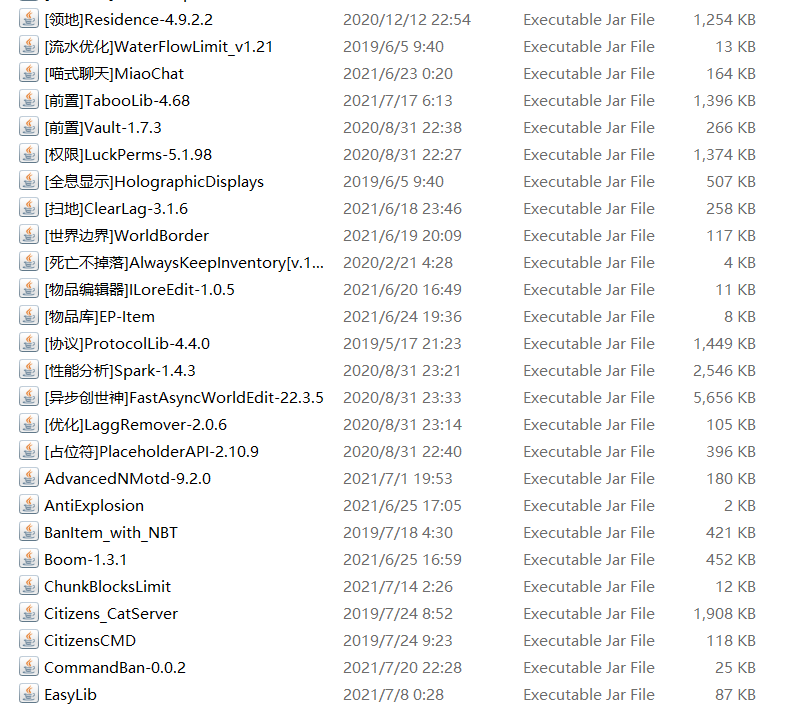 [领地]Residence-4.9.2.2 2020/12/12 22:54 Executable Jar File 1,254 KB
[流水优化]WaterFlowLimit_v1.21 2019/6/5 9:40 Executable Jar File 13 KB
[喵式聊天]MiaoChat 2021/6/23 0:20 Executable Jar File 164 KB
[前置]TabooLib-4.68 2021/7/17 6:13 Executable Jar File 1,396 KB
[前置]Vault-1.7.3 2020/8/31 22:38 Executable Jar File 266 KB
[权限]LuckPerms-5.1.98 2020/8/31 22:27 Executable Jar File 1,374 KB
[全息显示]HolographicDisplays 2019/6/5 9:40 Executable Jar File 507 KB
[扫地]ClearLag-3.1.6 2021/6/18 23:46 Executable Jar File 258 KB
[世界边界]WorldBorder 2021/6/19 20:09 Executable Jar File 117 KB
[死亡不掉落]AlwaysKeepInventory[v.1... 2020/2/21 4:28 Executable Jar File 4 KB
[物品编辑器]ILoreEdit-1.0.5 2021/6/20 16:49 Executable Jar File 11 KB
[物品库]EP-Item 2021/6/24 19:36 Executable Jar File 8 KB
[协议]ProtocolLib-4.4.0 2019/5/17 21:23 Executable Jar File 1,449 KB
[性能分析]Spark-1.4.3 2020/8/31 23:21 Executable Jar File 2,546 KB
[异步创世神]FastAsyncWorldEdit-22.3.5 2020/8/31 23:33 Executable Jar File 5,656 KB
[优化]LaggRemover-2.0.6 2020/8/31 23:14 Executable Jar File 105 KB
[占位符]PlaceholderAPI-2.10.9 2020/8/31 22:40 Executable Jar File 396 KB
AdvancedNMotd-9.2.0 2021/7/1 19:53 Executable Jar File 180 KB
AntiExplosion 2021/6/25 17:05 Executable Jar File 2 KB
BanItem_with_NBT 2019/7/18 4:30 Executable Jar File 421 KB
Boom-1.3.1 2021/6/25 16:59 Executable Jar File 452 KB
ChunkBlocksLimit 2021/7/14 2:26 Executable Jar File 12 KB
Citizens_CatServer 2019/7/24 8:52 Executable Jar File 1,908 KB
CitizensCMD 2019/7/24 9:23 Executable Jar File 118 KB
CommandBan-0.0.2 2021/7/20 22:28 Executable Jar File 25 KB
EasyLib 2021/7/8 0:28 Executable Jar File 87 KB